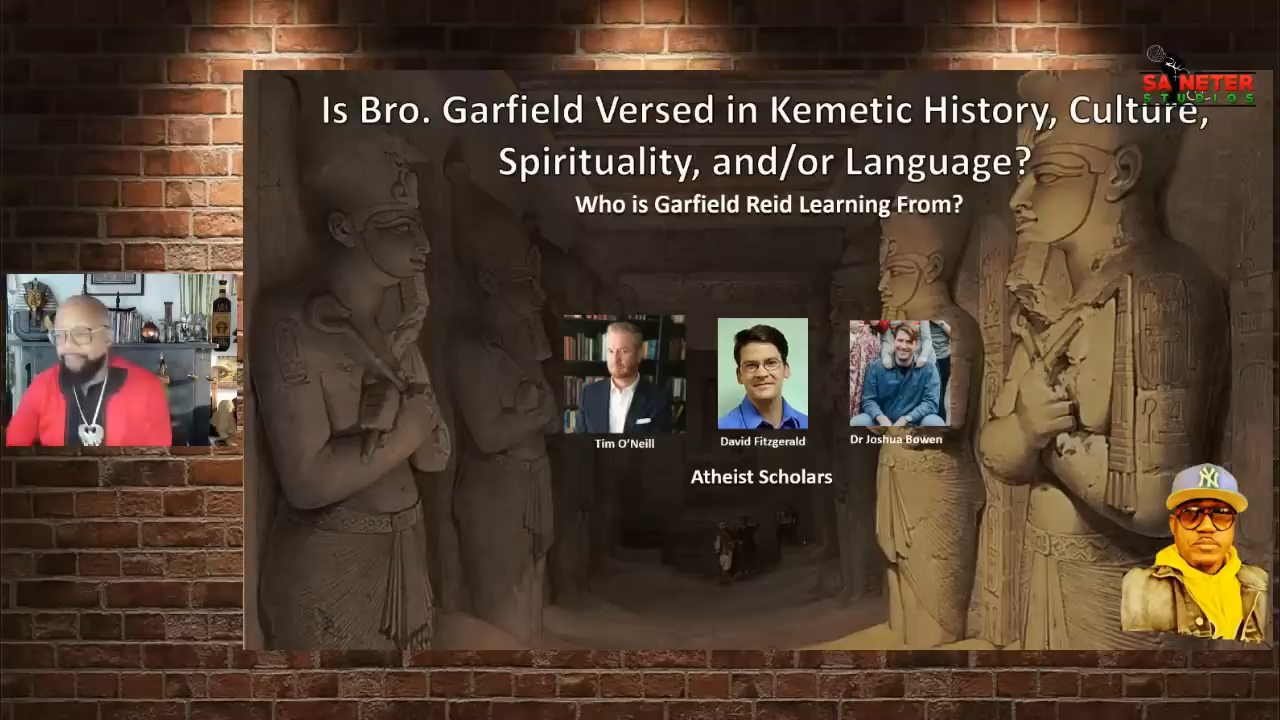 SA NETER
STUDIOS
Is Bro. Garfield Versed in Kemetic History, Culture,
Spirituality, and/or Language?
Who is Garfield Reid Learning From?
Tim O'Neill
David Fitzgerald
Dr Joshua Bowen
Atheist Scholars
NY